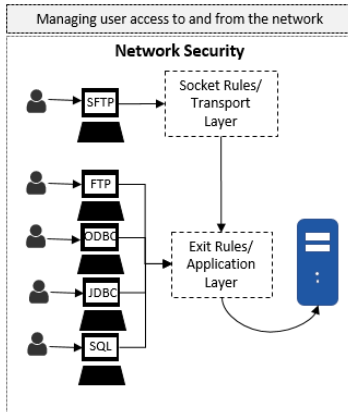 Managing user access to and from the network
Network Security
SFTP
Socket Rules/
Transport
Layer
FTP
ODBC
Exit Rules/
Application
Layer
JDBC
SQL